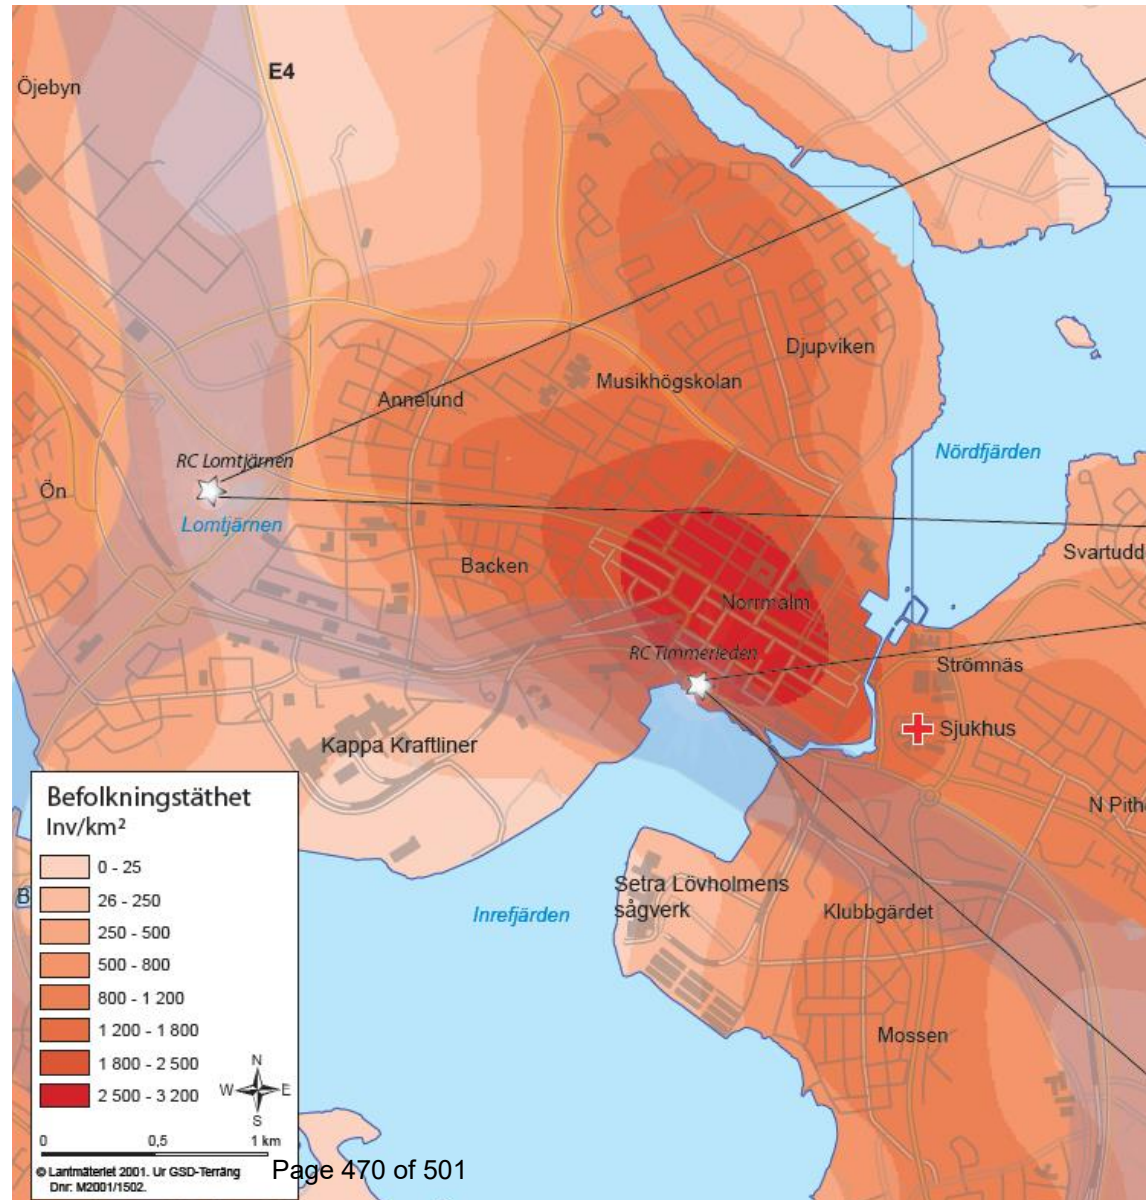 E4
Öjebyn
Djupviken
Musikhögskolan
Annelund
Nördfjärden
RC Lomtjärnen
Ön
Lomtjärnen
Svartudd
Backen
Norrmalm
RC Timmerleden
Strömnäs
Sjukhus
Kappa Kraftliner
N Pith
Setra Lövholmens
sågverk
Klubbgärdet
Inrefjärden
Mossen
B
Befolkningstäthet
Inv/km²
0 - 25
26 - 250
250 - 500
500 - 800
800 - 1 200
1 200 - 1 800
1 800 - 2 500
2 500 - 3 200
N
W E
S
0 0,5 1 km
© Lantmäteriet 2001. Ur GSD-Terräng
Dnr: M2001/1502.
Page 470 of 501